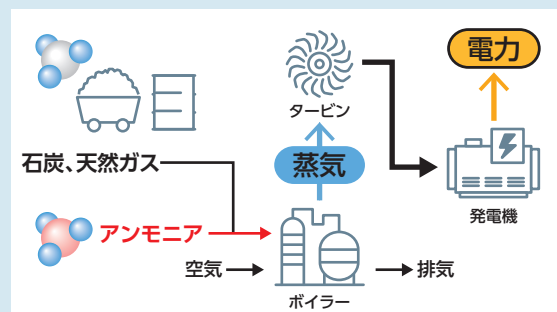 電力
タービン
石炭、天然ガス
蒸気
発電機
アンモニア
空気
排気
ボイラー